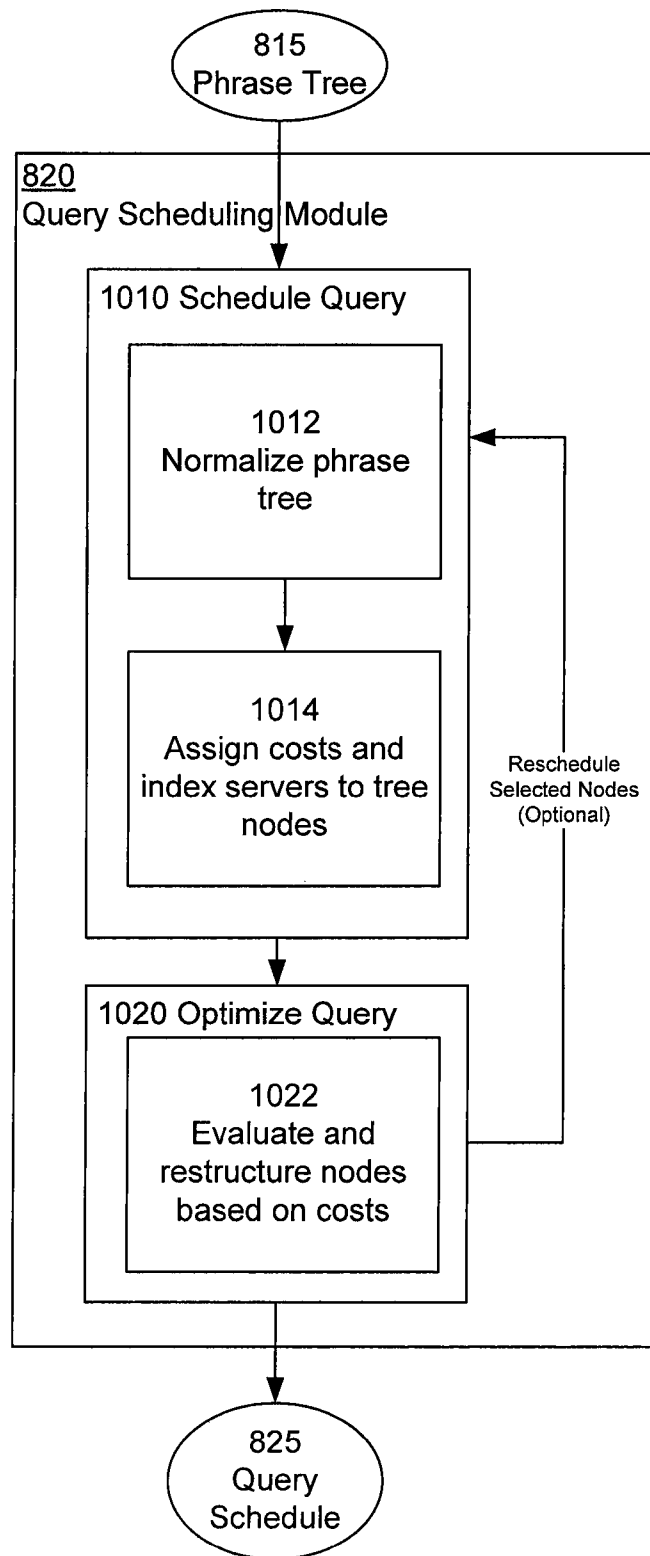 815
Phrase Tree
820
Query Scheduling Module
1010 Schedule Query
1012
Normalize phrase
tree
1014
Assign costs and
index servers to tree
nodes
Reschedule
Selected Nodes
(Optional)
1020 Optimize Query
1022
Evaluate and
restructure nodes
based on costs
825
Query
Schedule